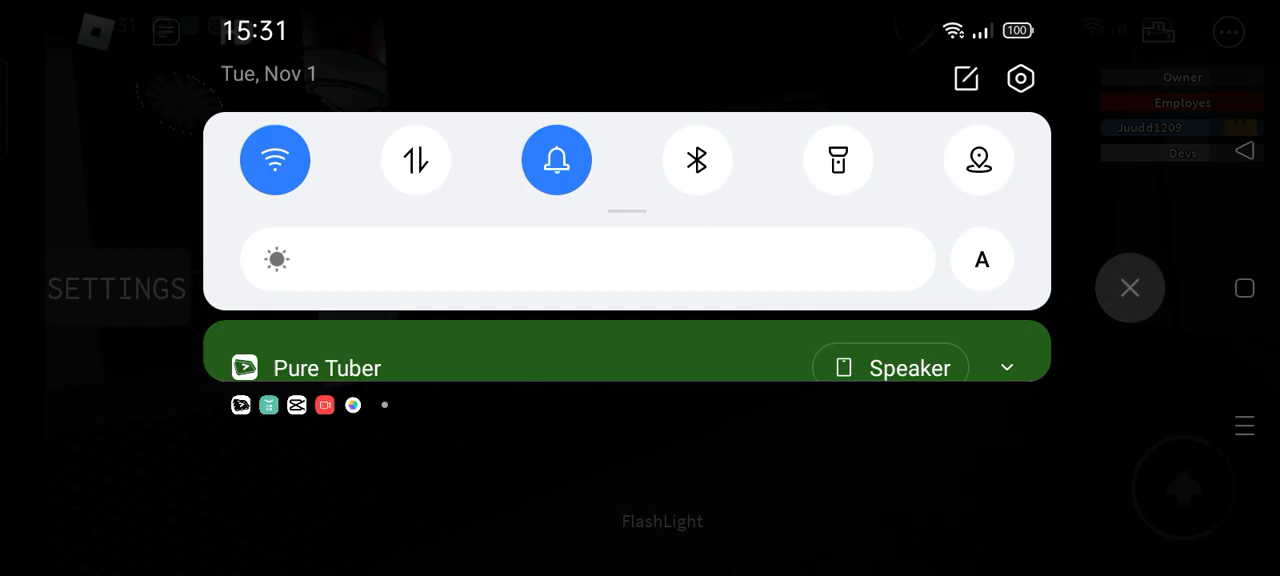 15:31
100
Tue, Nov 1
Owner
Employes
Juudd1209
Devs
A
SETTINGS
Pure Tuber
Speaker
FlashLight